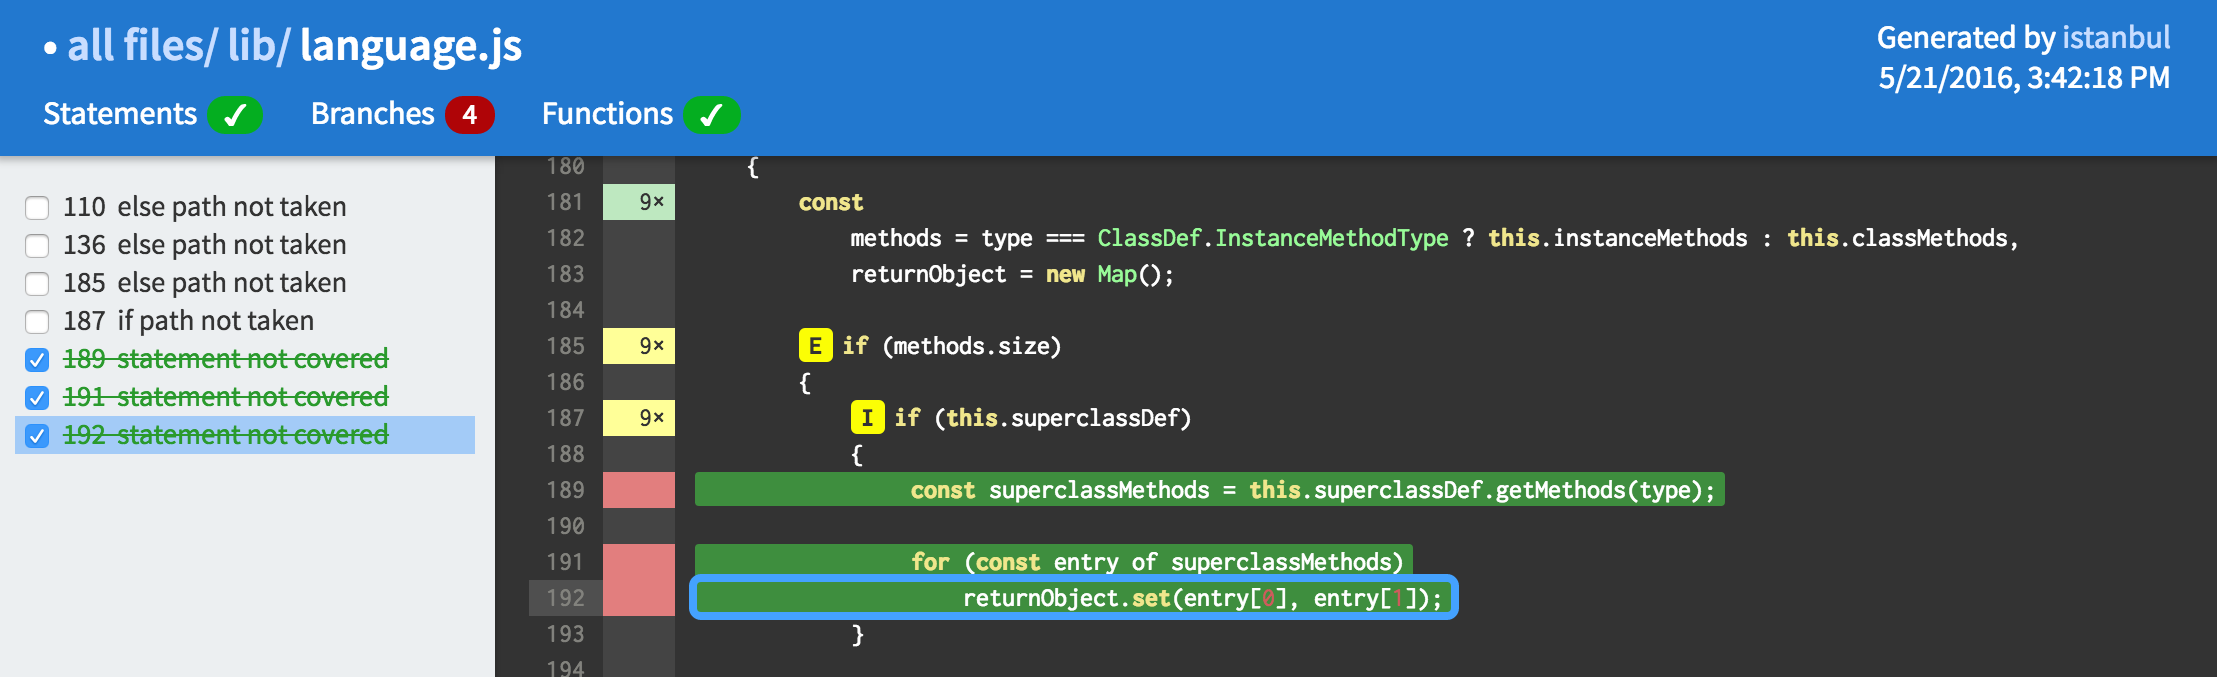 • all files/ lib/ language.js
Generated by istanbul
5/21/2016, 3:42:18 PM
Statements ✓ Branches 4 Functions ✓
110 else path not taken
136 else path not taken
185 else path not taken
187 if path not taken
189 statement not covered
191 statement not covered
192 statement not covered
180 {
181 9× const
182 methods = type === ClassDef.InstanceMethodType ? this.instanceMethods : this.classMethods,
183 returnObject = new Map();
184
185 9× E if (methods.size)
186 {
187 9× I if (this.superclassDef)
188 {
189 const superclassMethods = this.superclassDef.getMethods(type);
190
191 for (const entry of superclassMethods)
192 returnObject.set(entry[0], entry[1]);
193 }
194